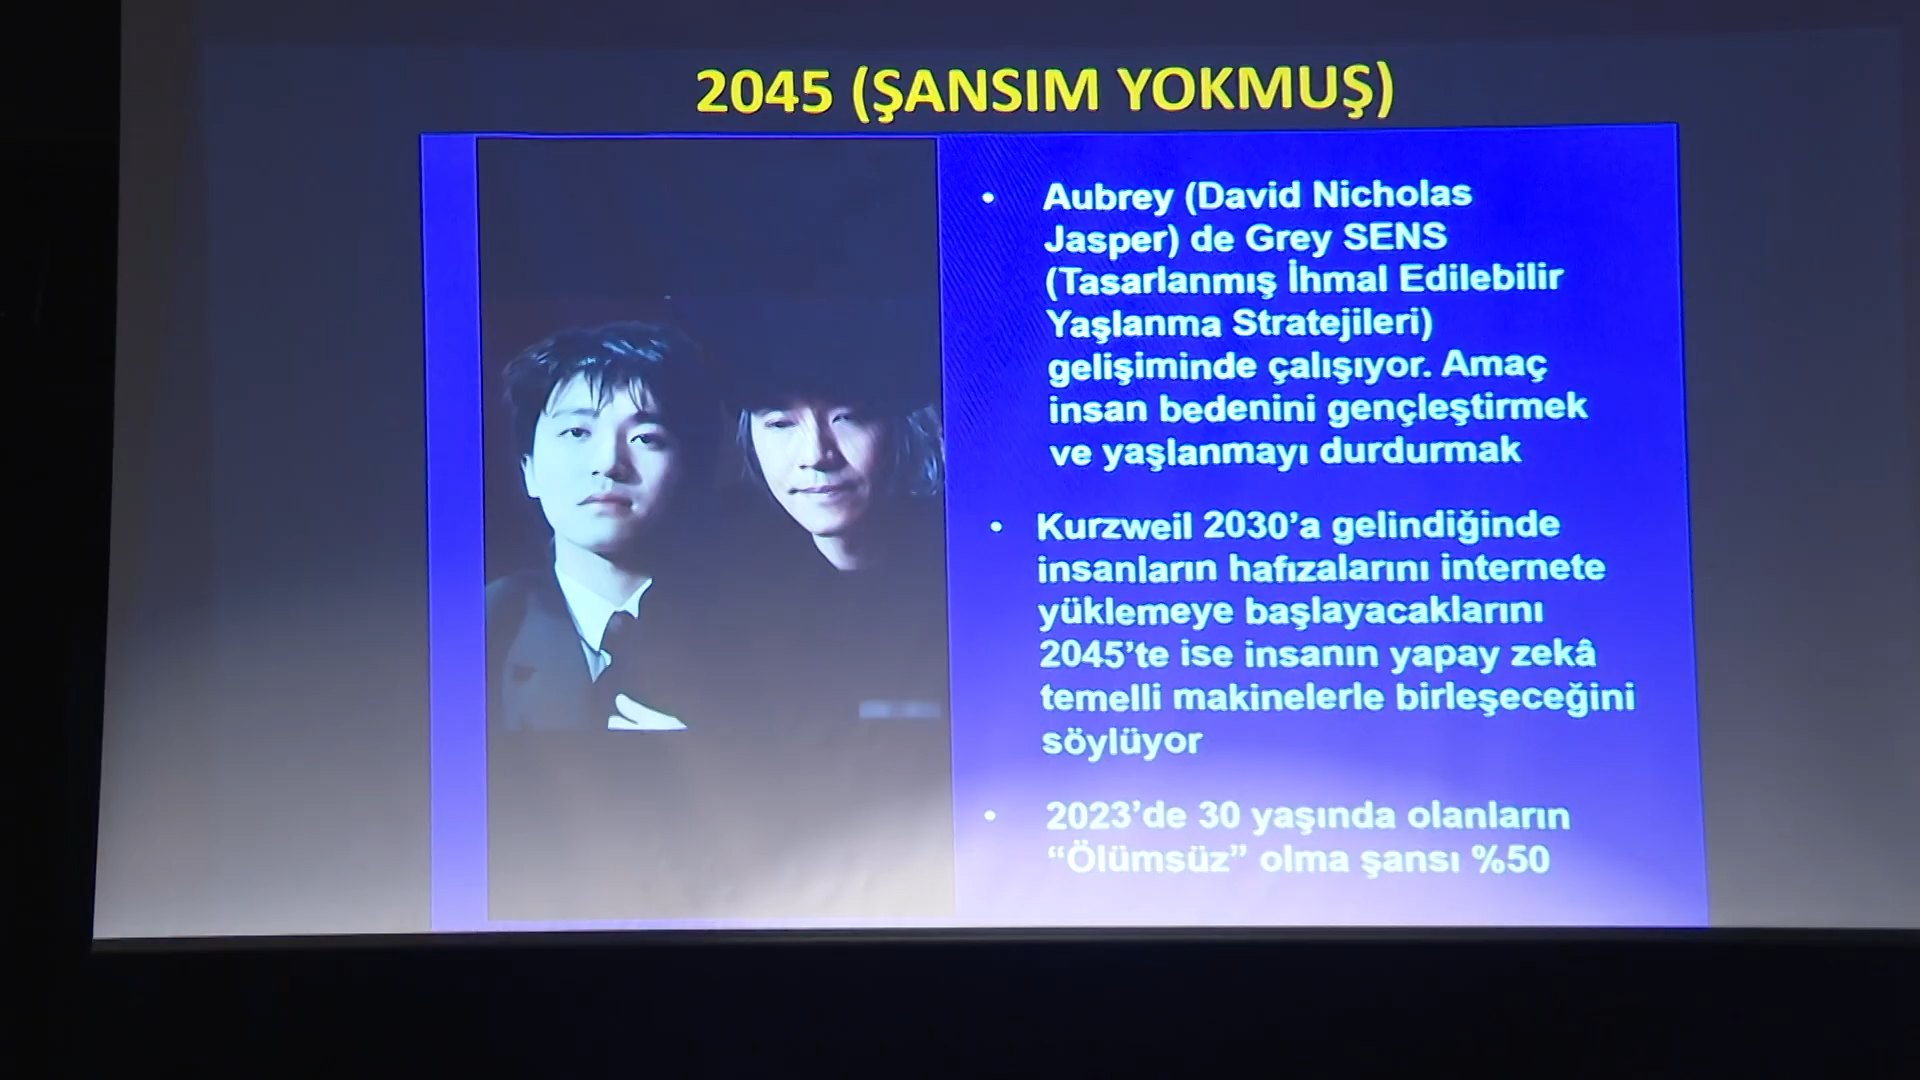 2045 (ŞANSIM YOKMUŞ)
• Aubrey (David Nicholas
Jasper) de Grey SENS
(Tasarlanmış İhmal Edilebilir
Yaşlanma Stratejileri)
gelişiminde çalışıyor. Amaç
insan bedenini gençleştirmek
ve yaşlanmayı durdurmak
• Kurzweil 2030’a gelindiğinde
insanların hafızalarını internete
yüklemeye başlayacaklarını
2045’te ise insanın yapay zekâ
temelli makinelerle birleşeceğini
söylüyor
• 2023’de 30 yaşında olanların
“Ölümsüz” olma şansı %50